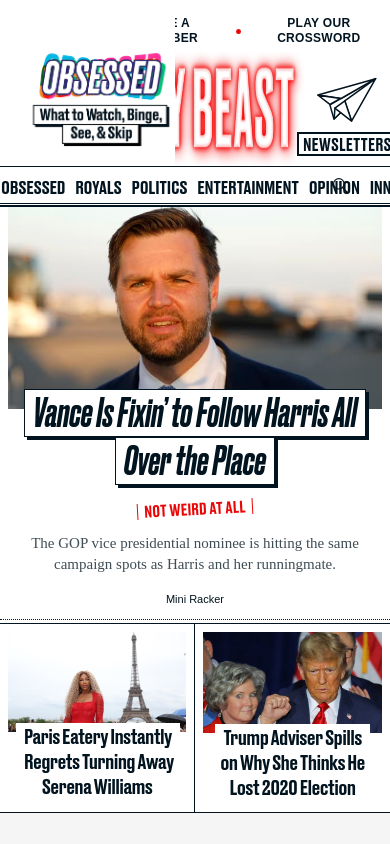 E A
BER
PLAY OUR
CROSSWORD
OBSESSED
What to Watch, Binge,
See, & Skip
Y BEAST
NEWSLETTERS
OBSESSED ROYALS POLITICS ENTERTAINMENT OPINION INN
Vance Is Fixin’ to Follow Harris All
Over the Place
NOT WEIRD AT ALL
The GOP vice presidential nominee is hitting the same
campaign spots as Harris and her runningmate.
Mini Racker
Paris Eatery Instantly
Regrets Turning Away
Serena Williams
Trump Adviser Spills
on Why She Thinks He
Lost 2020 Election